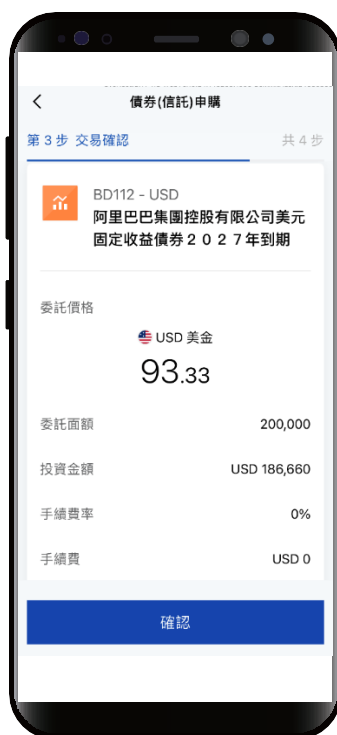 債券(信託)申購
第 3 步 交易確認
共 4 步
BD112 - USD
阿里巴巴集團控股有限公司美元
固定收益債券２０２７年到期
委託價格
USD 美金
93.33
委託面額
200,000
投資金額
USD 186,660
手續費率
0%
手續費
USD 0
確認